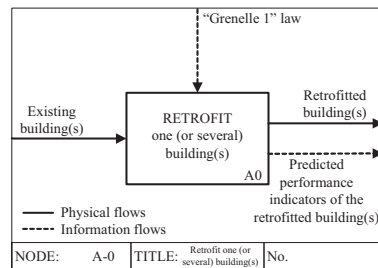 “Grenelle 1” law
Existing
building(s)
RETROFIT
one (or several)
building(s)
A0
Retrofitted
building(s)
Predicted
performance
indicators of the
retrofitted building(s)
Physical flows
Information flows
NODE: A-0
TITLE: Retrofit one (or
several) building(s)
No.